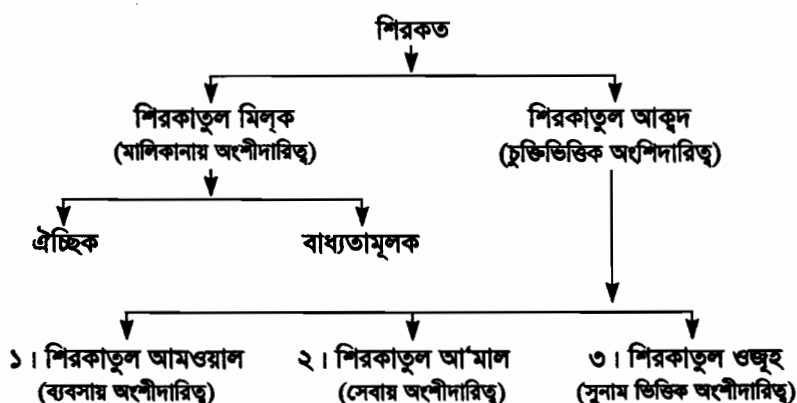 শিরকত
শিরকাতুল মিল্ক
(মালিকানায় অংশীদারিত্ব)
শিরকাতুল আক্বদ
(চুক্তিভিত্তিক অংশিদারিত্ব)
ঐচ্ছিক
বাধ্যতামূলক
১। শিরকাতুল আমওয়াল
(ব্যবসায় অংশীদারিত্ব)
২। শিরকাতুল আ‘মাল
(সেবায় অংশীদারিত্ব)
৩। শিরকাতুল ওজূহ
(সুনাম ভিত্তিক অংশীদারিত্ব)